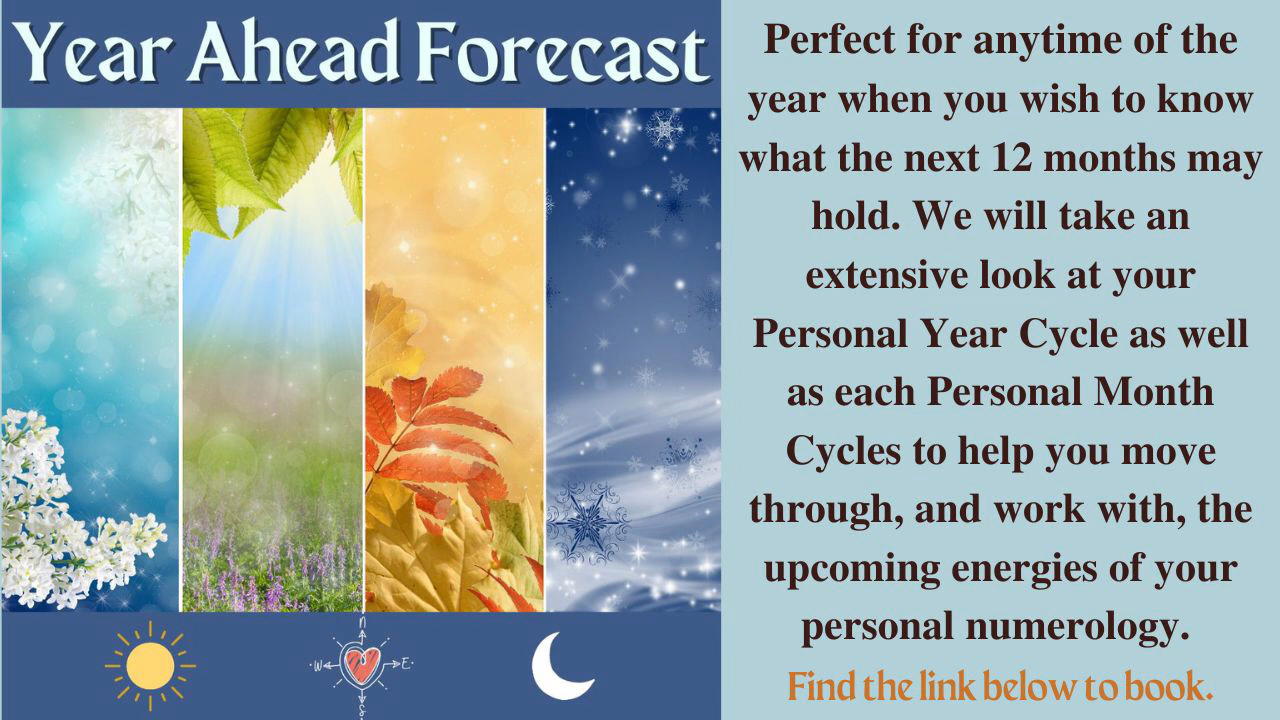 Year Ahead Forecast
Perfect for anytime of the
year when you wish to know
what the next 12 months may
hold. We will take an
extensive look at your
Personal Year Cycle as well
as each Personal Month
Cycles to help you move
through, and work with, the
upcoming energies of your
personal numerology.
Find the link below to book.
n
W E
S